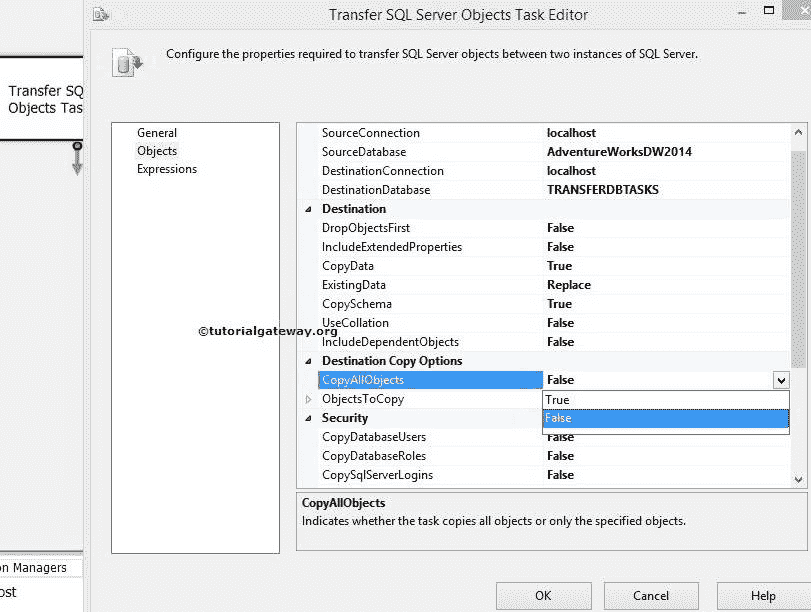 Transfer SQL Server Objects Task Editor
Configure the properties required to transfer SQL Server objects between two instances of SQL Server.
Transfer SQ
Objects Tas
General
Objects
Expressions
SourceConnection localhost
SourceDatabase AdventureWorksDW2014
DestinationConnection localhost
DestinationDatabase TRANSFERDBTASKS
Destination
DropObjectsFirst False
IncludeExtendedProperties False
CopyData True
ExistingData Replace
CopySchema True
©tutorialgateway.org
UseCollation False
IncludeDependentObjects False
Destination Copy Options
CopyAllObjects False
ObjectsToCopy
True
False
Security
CopyDatabaseUsers False
CopyDatabaseRoles False
CopySqlServerLogins False
CopyAllObjects
Indicates whether the task copies all objects or only the specified objects.
on Managers
ost
OK Cancel Help